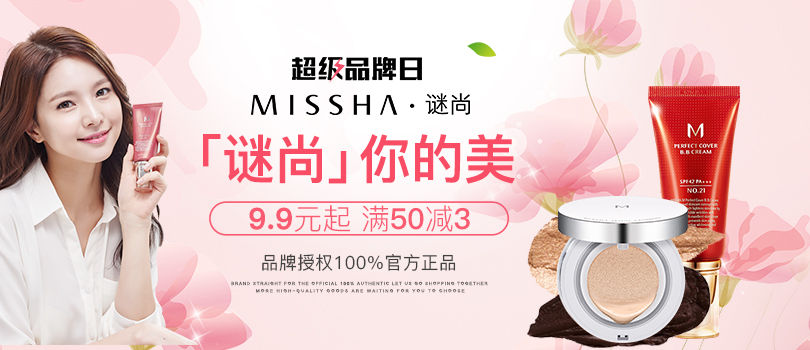 超级品牌日
MISSHA·谜尚
「谜尚」你的美
9.9元起 满50减3
品牌授权100%官方正品
BRAND STRAIGHT FOR THE OFFICIAL 100% AUTHENTIC LET US GO SHOPPING TOGETHER
MORE HIGH-QUALITY GOODS ARE WAITING FOR YOU TO CHOOSE
M
PERFECT COVER
B.B CREAM
SPF42 PA+++
NO.21
M